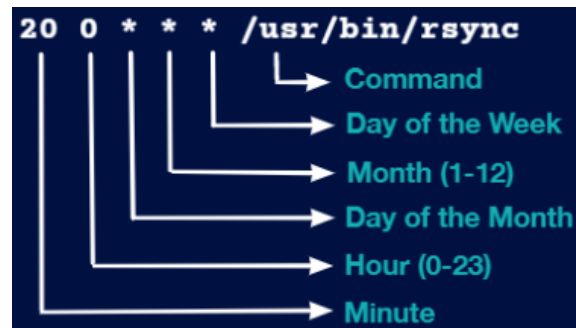 20 0 * * * /usr/bin/rsync
Command
Day of the Week
Month (1-12)
Day of the Month
Hour (0-23)
Minute